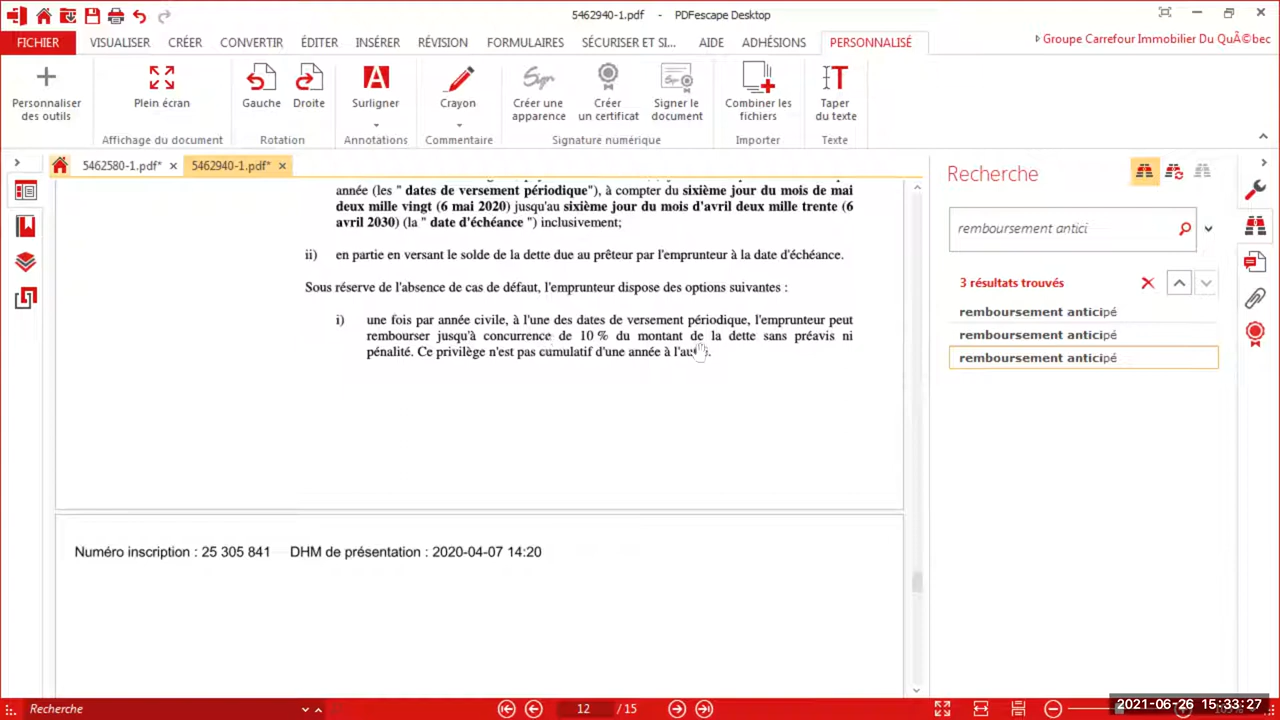 5462940-1.pdf - PDFescape Desktop
FICHIER VISUALISER CRÉER CONVERTIR ÉDITER INSÉRER RÉVISION FORMULAIRES SÉCURISER ET SI... AIDE ADHÉSIONS PERSONNALISÉ Groupe Carrefour Immobilier Du QuÃ©bec
Personnaliser des outils
Plein écran
Affichage du document
Gauche Droite
Rotation
Surligner
Annotations
Crayon
Commentaire
Créer une apparence
Créer un certificat
Signer le document
Signature numérique
Combiner les fichiers
Importer
Taper du texte
Texte
5462580-1.pdf* 5462940-1.pdf*
année (les " dates de versement périodique"), à compter du sixième jour du mois de mai
deux mille vingt (6 mai 2020) jusqu'au sixième jour du mois d'avril deux mille trente (6
avril 2030) (la " date d'échéance ") inclusivement;
ii) en partie en versant le solde de la dette due au prêteur par l'emprunteur à la date d'échéance.
Sous réserve de l'absence de cas de défaut, l'emprunteur dispose des options suivantes :
i) une fois par année civile, à l'une des dates de versement périodique, l'emprunteur peut
rembourser jusqu'à concurrence de 10 % du montant de la dette sans préavis ni
pénalité. Ce privilège n'est pas cumulatif d'une année à
Numéro inscription : 25 305 841 DHM de présentation : 2020-04-07 14:20
Recherche
remboursement antici
3 résultats trouvés
remboursement anticipé
remboursement anticipé
remboursement anticipé
Recherche
12 / 15
2021-06-26 15:33:27